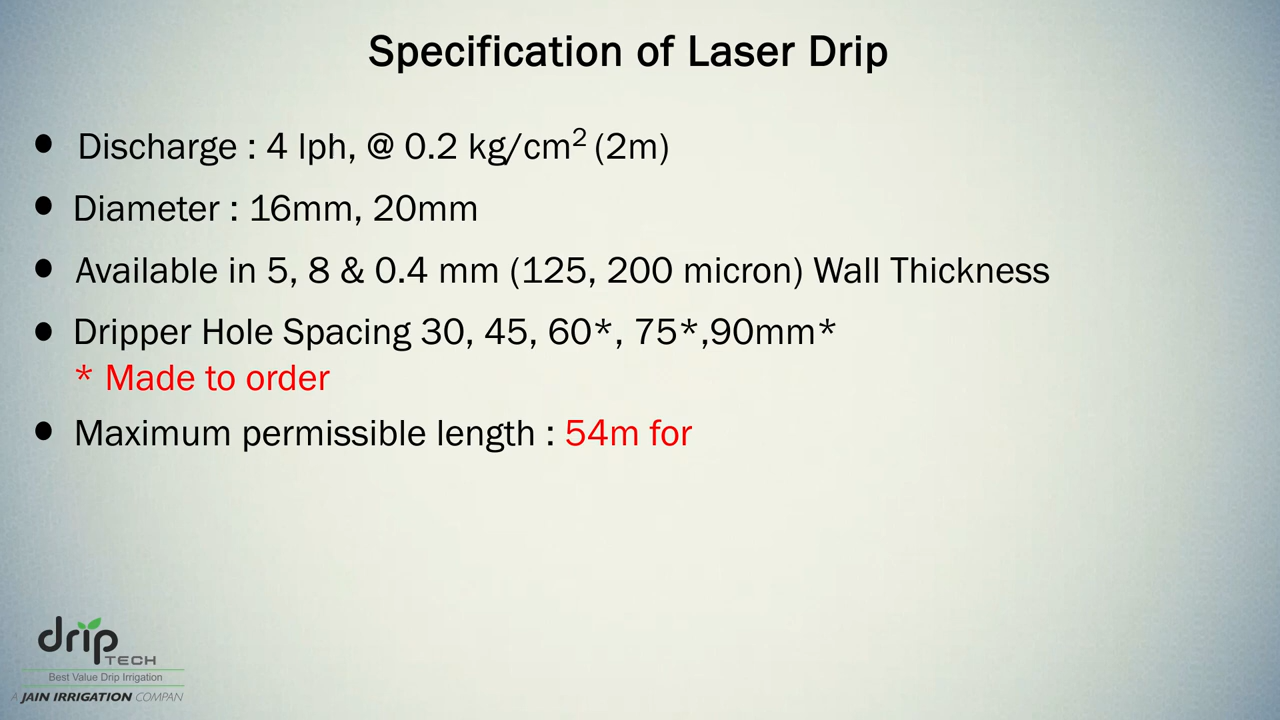 Specification of Laser Drip
• Discharge : 4 lph, @ 0.2 kg/cm² (2m)
• Diameter : 16mm, 20mm
• Available in 5, 8 & 0.4 mm (125, 200 micron) Wall Thickness
• Dripper Hole Spacing 30, 45, 60*, 75*,90mm*
* Made to order
• Maximum permissible length : 54m for
drip
TECH
Best Value Drip Irrigation
A JAIN IRRIGATION COMPAN